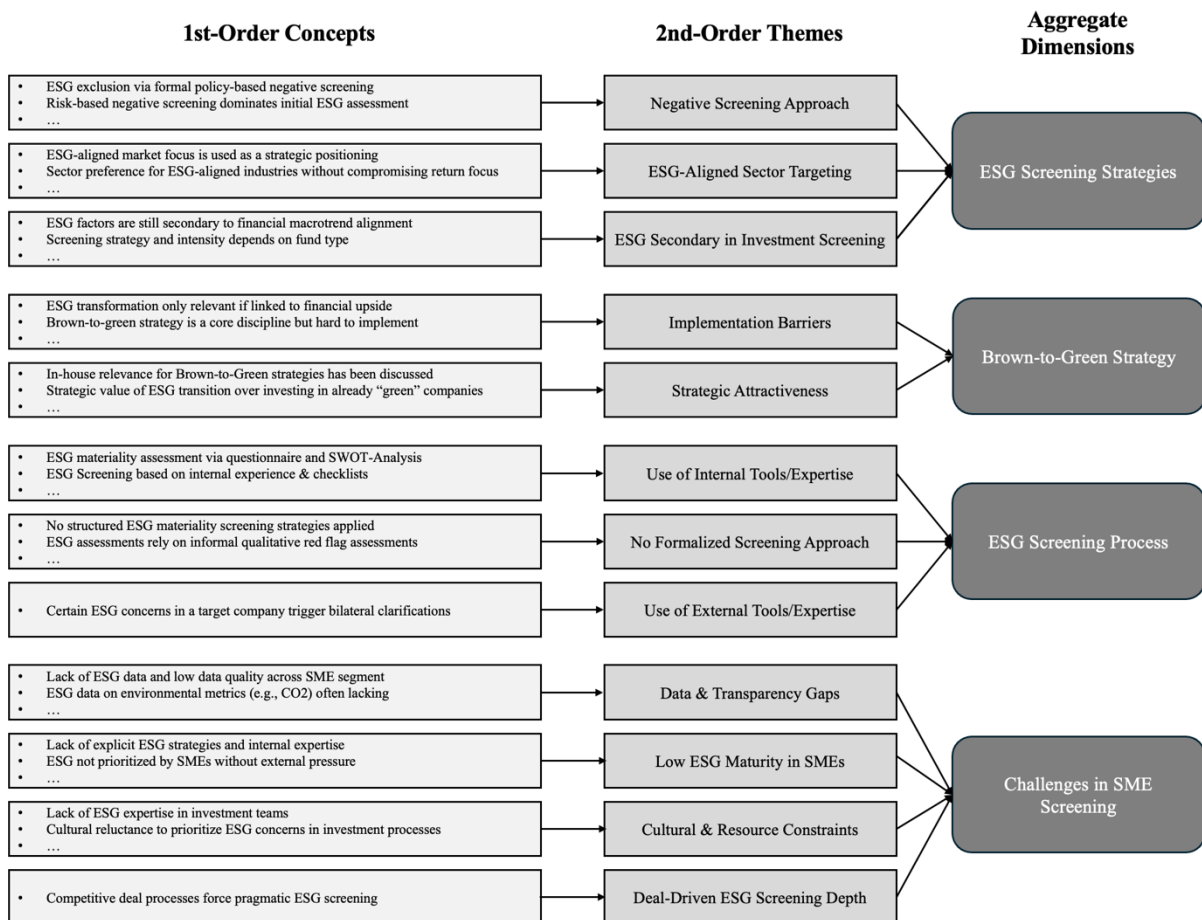 1st-Order Concepts
2nd-Order Themes
Aggregate
Dimensions
• ESG exclusion via formal policy-based negative screening
• Risk-based negative screening dominates initial ESG assessment
• …
Negative Screening Approach
• ESG-aligned market focus is used as a strategic positioning
• Sector preference for ESG-aligned industries without compromising return focus
• …
ESG-Aligned Sector Targeting
ESG Screening Strategies
• ESG factors are still secondary to financial macrotrend alignment
• Screening strategy and intensity depends on fund type
• …
ESG Secondary in Investment Screening
• ESG transformation only relevant if linked to financial upside
• Brown-to-green strategy is a core discipline but hard to implement
• …
Implementation Barriers
Brown-to-Green Strategy
• In-house relevance for Brown-to-Green strategies has been discussed
• Strategic value of ESG transition over investing in already “green” companies
• …
Strategic Attractiveness
• ESG materiality assessment via questionnaire and SWOT-Analysis
• ESG Screening based on internal experience & checklists
• …
Use of Internal Tools/Expertise
• No structured ESG materiality screening strategies applied
• ESG assessments rely on informal qualitative red flag assessments
• …
No Formalized Screening Approach
ESG Screening Process
• Certain ESG concerns in a target company trigger bilateral clarifications
Use of External Tools/Expertise
• Lack of ESG data and low data quality across SME segment
• ESG data on environmental metrics (e.g., CO2) often lacking
• …
Data & Transparency Gaps
• Lack of explicit ESG strategies and internal expertise
• ESG not prioritized by SMEs without external pressure
• …
Low ESG Maturity in SMEs
Challenges in SME
Screening
• Lack of ESG expertise in investment teams
• Cultural reluctance to prioritize ESG concerns in investment processes
• …
Cultural & Resource Constraints
• Competitive deal processes force pragmatic ESG screening
Deal-Driven ESG Screening Depth